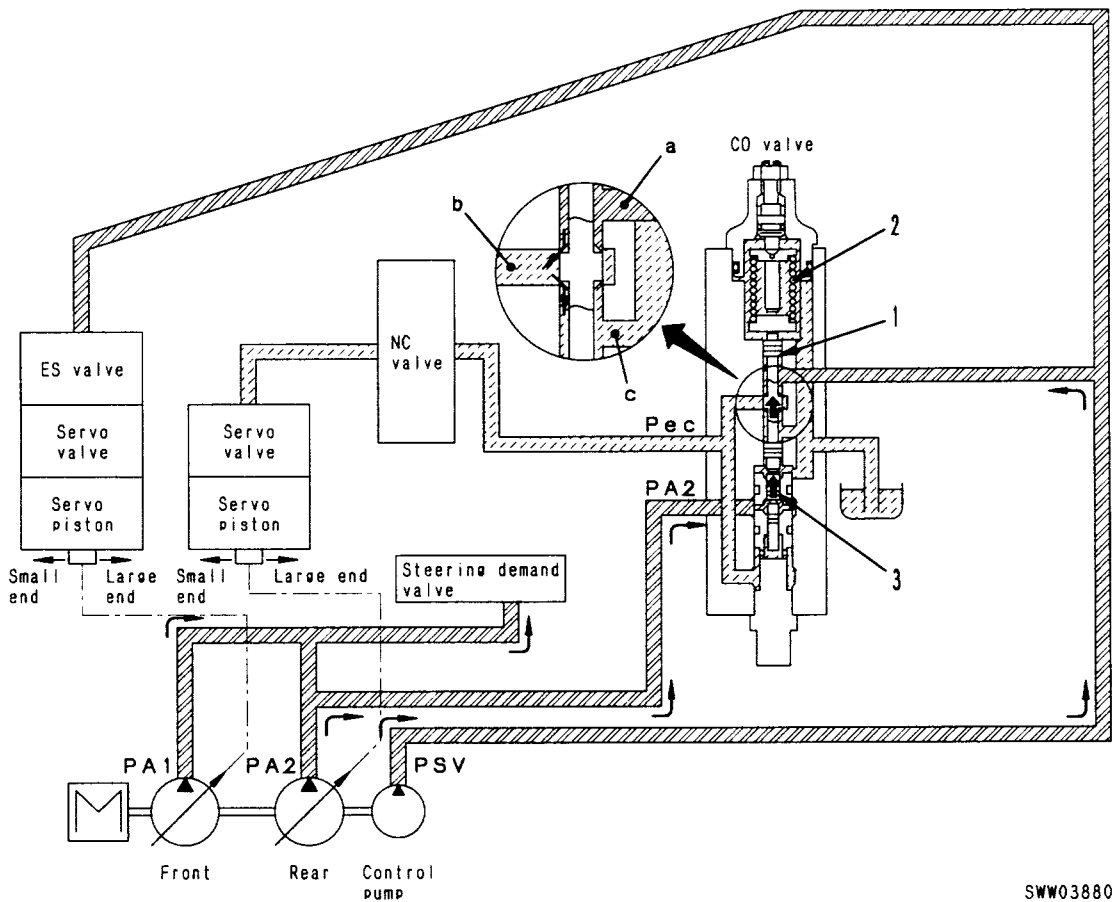 CO valve
a
b
2
1
c
NC
valve
ES valve
Servo
valve
Servo
valve
Servo
piston
Servo
piston
Pec
PA2
3
Small
end
Large
end
Small
end
Large end
Steering demand
valve
PA1
PA2
PSV
M
Front
Rear
Control
pump
SWW03880